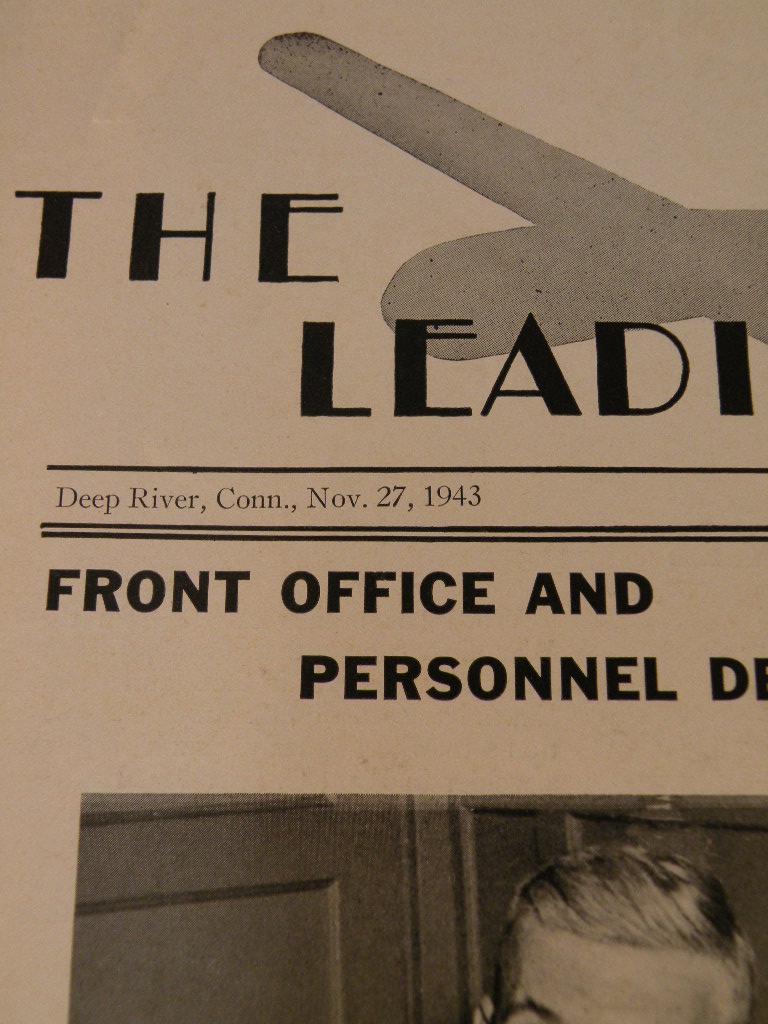 THE
LEADI
Deep River, Conn., Nov. 27, 1943
FRONT OFFICE AND
PERSONNEL DE